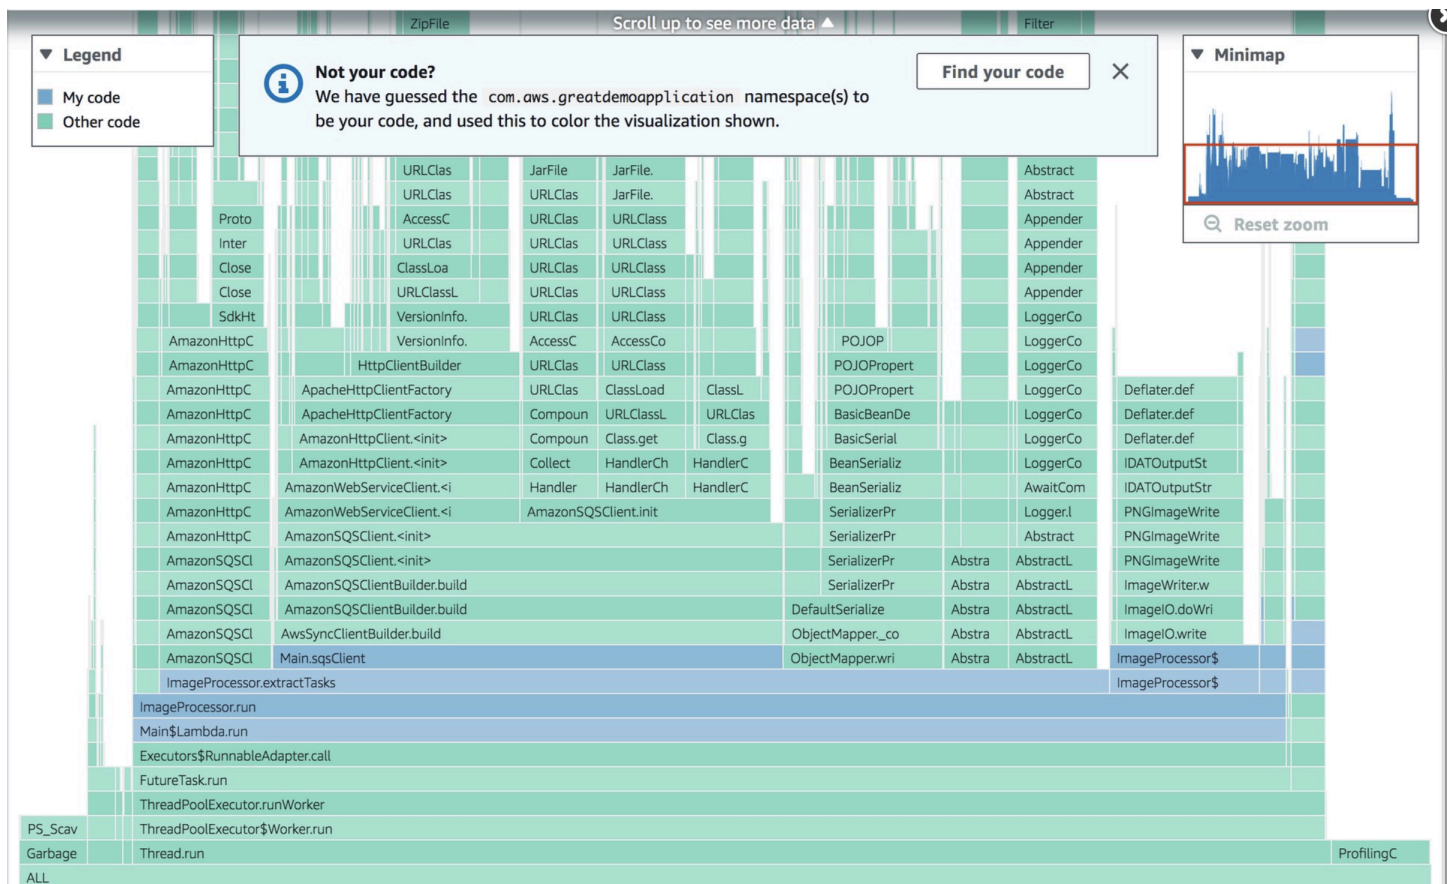 ZipFile Scroll up to see more data ▲ Filter
▼ Legend
My code
Other code
Not your code?
We have guessed the com.aws.greatdemoapplication namespace(s) to
be your code, and used this to color the visualization shown.
Find your code
▼ Minimap
Reset zoom
URLClas JarFile JarFile. Abstract
URLClas URLClas JarFile. Abstract
Proto AccessC URLClas URLClass Appender
Inter URLClas URLClas URLClass Appender
Close ClassLoa URLClas URLClass Appender
Close URLClassL URLClas URLClass Appender
SdkHt VersionInfo. URLClas URLClass LoggerCo
AmazonHttpC VersionInfo. AccessC AccessCo POJOP LoggerCo
AmazonHttpC HttpClientBuilder URLClas URLClass POJOPropert LoggerCo
AmazonHttpC ApacheHttpClientFactory URLClas ClassLoad ClassL POJOPropert LoggerCo Deflater.def
AmazonHttpC ApacheHttpClientFactory Compoun URLClassL URLClas BasicBeanDe LoggerCo Deflater.def
AmazonHttpC AmazonHttpClient.<init> Compoun Class.get Class.g BasicSerial LoggerCo Deflater.def
AmazonHttpC AmazonHttpClient.<init> Collect HandlerCh HandlerC BeanSerializ LoggerCo IDATOutputSt
AmazonHttpC AmazonWebServiceClient.<i Handler HandlerCh HandlerC BeanSerializ AwaitCom IDATOutputStr
AmazonHttpC AmazonWebServiceClient.<i AmazonSQSClient.init SerializerPr Logger.l PNGImageWrite
AmazonHttpC AmazonSQSClient.<init> SerializerPr Abstract PNGImageWrite
AmazonSQSCl AmazonSQSClient.<init> SerializerPr Abstra AbstractL PNGImageWrite
AmazonSQSCl AmazonSQSClientBuilder.build SerializerPr Abstra AbstractL ImageWriter.w
AmazonSQSCl AmazonSQSClientBuilder.build DefaultSerialize Abstra AbstractL ImageIO.doWri
AmazonSQSCl AwsSyncClientBuilder.build ObjectMapper._co Abstra AbstractL ImageIO.write
AmazonSQSCl Main.sqsClient ObjectMapper.wri Abstra AbstractL ImageProcessor$
ImageProcessor.extractTasks ImageProcessor$
ImageProcessor.run
Main$Lambda.run
Executors$RunnableAdapter.call
FutureTask.run
ThreadPoolExecutor.runWorker
PS_Scav ThreadPoolExecutor$Worker.run
Garbage Thread.run ProfilingC
ALL